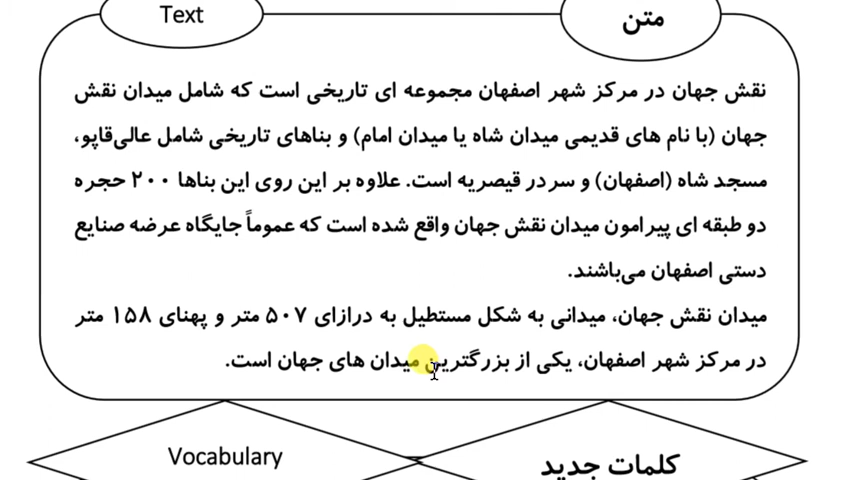 متن
Text
نقش جهان در مرکز شهر اصفهان مجموعه ای تاریخی است که شامل میدان نقش
جهان (با نام های قدیمی میدان شاه یا میدان امام) و بناهای تاریخی شامل عالی‌قاپو،
مسجد شاه (اصفهان) و سردر قیصریه است. علاوه بر این روی این بناها ۲۰۰ حجره
دو طبقه ای پیرامون میدان نقش جهان واقع شده است که عموماً جایگاه عرضه صنایع
دستی اصفهان می‌باشند.
میدان نقش جهان، میدانی به شکل مستطیل به درازای ۵۰۷ متر و پهنای ۱۵۸ متر
در مرکز شهر اصفهان، یکی از بزرگترین میدان های جهان است.
کلمات جدید
Vocabulary